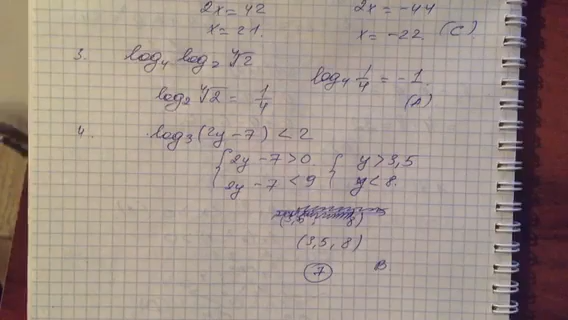 2x = 42 2x = -44
x = 21. x = -22. (C)
3. log₄ log₂ ∜2
log₂ ∜2 = 1/4 log₄ 1/4 = -1.
(A)
4. log₃ (2y - 7) < 2
{ 2y - 7 > 0 { y > 3,5
2y - 7 < 9 y < 8.
(3,5, 8)
7 B